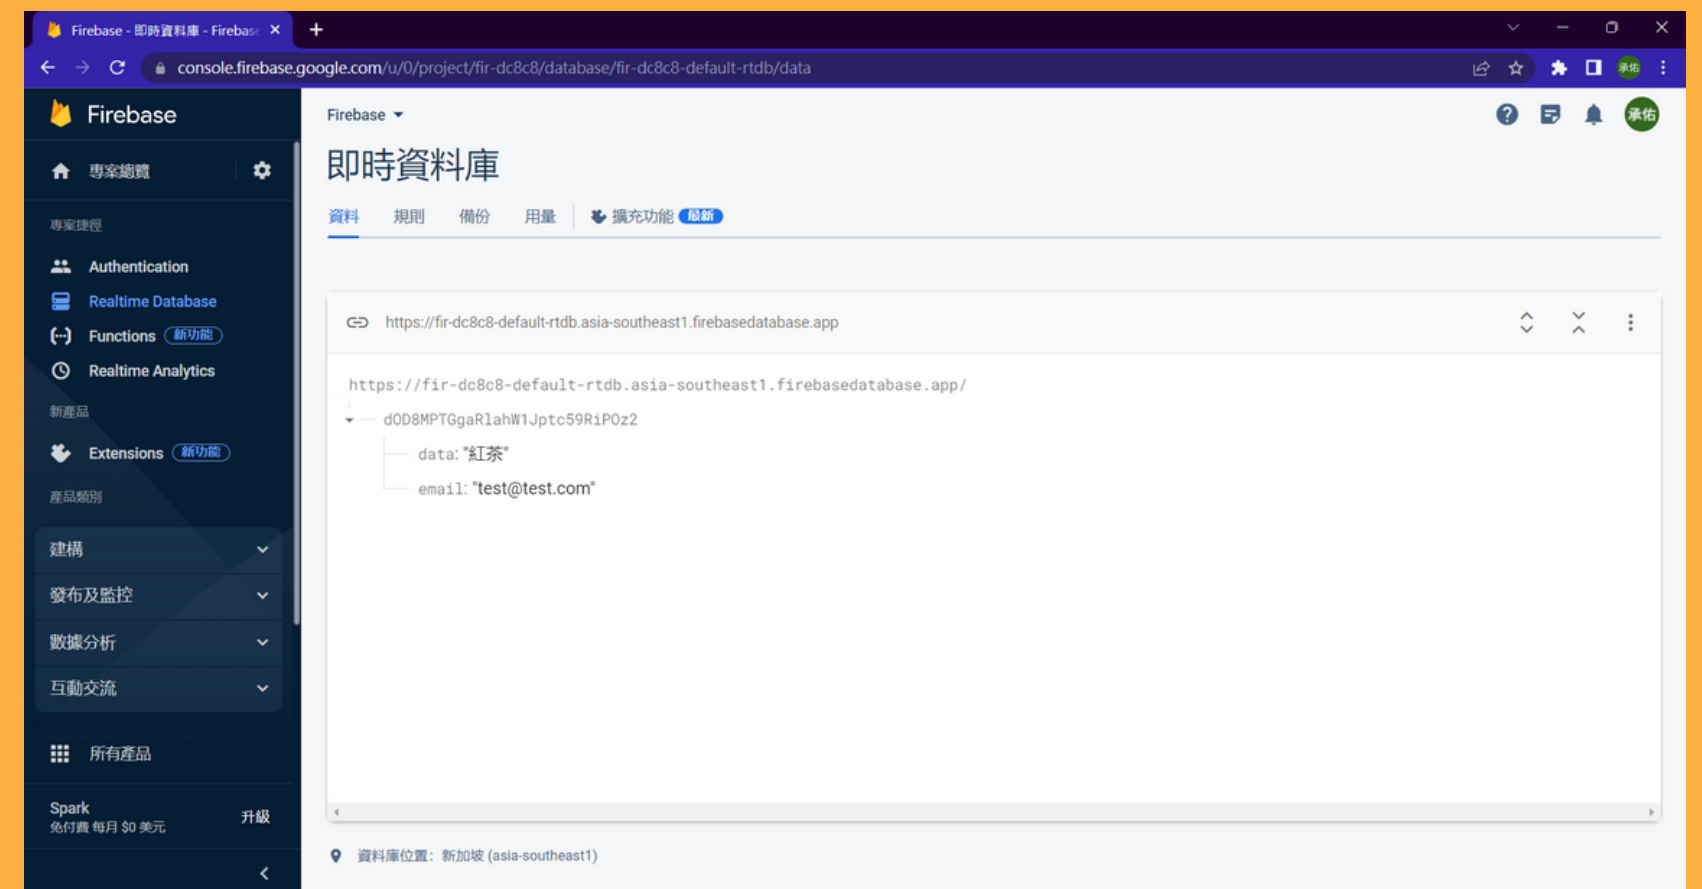 Firebase - 即時資料庫 - Firebase
console.firebase.google.com/u/0/project/fir-dc8c8/database/fir-dc8c8-default-rtdb/data
承佑
Firebase
專案總覽
專案捷徑
Authentication
Realtime Database
Functions 新功能
Realtime Analytics
新產品
Extensions 新功能
產品類別
建構
發布及監控
數據分析
互動交流
所有產品
Spark
免付費 每月 $0 美元
升級
Firebase
承佑
即時資料庫
資料 規則 備份 用量 擴充功能 最新
https://fir-dc8c8-default-rtdb.asia-southeast1.firebasedatabase.app
https://fir-dc8c8-default-rtdb.asia-southeast1.firebasedatabase.app/
dOD8MPTGgaRlahW1Jptc59RiPOz2
data: "紅茶"
email: "test@test.com"
資料庫位置：新加坡 (asia-southeast1)